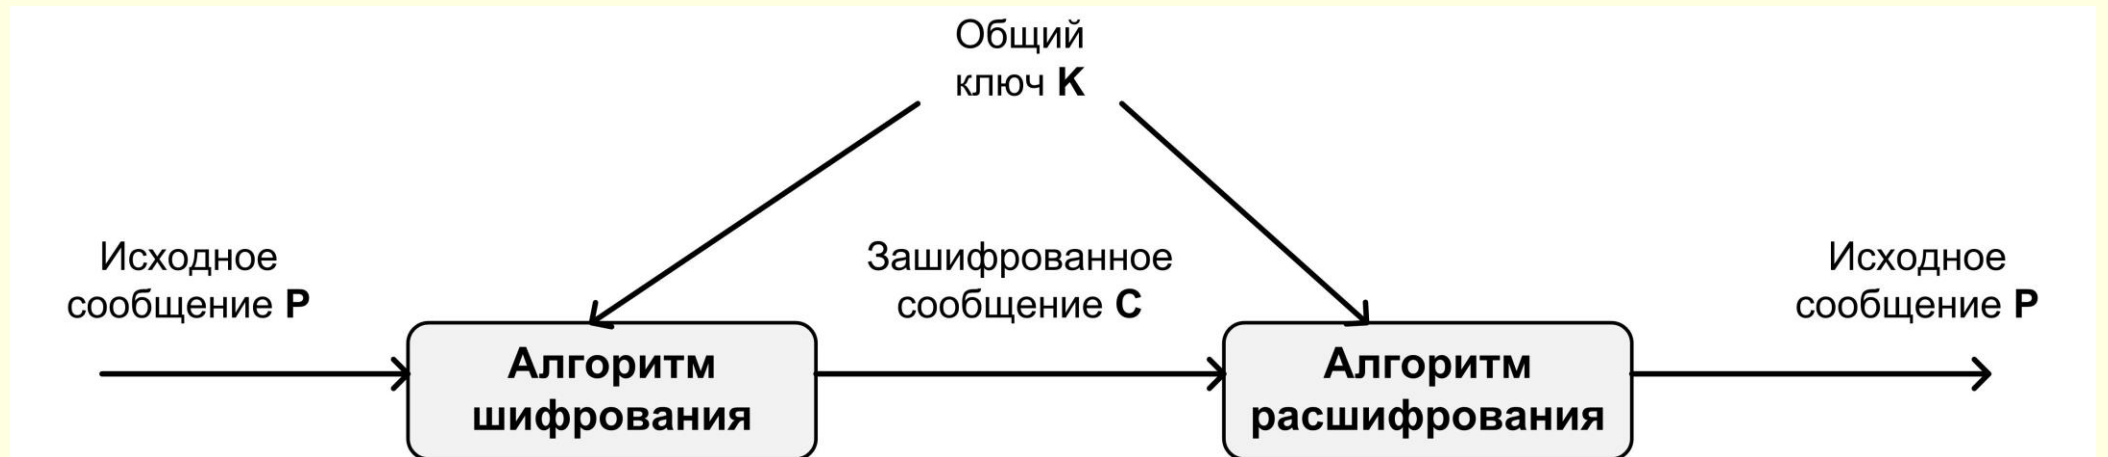 Общий
ключ K
Исходное
сообщение P
Зашифрованное
сообщение C
Исходное
сообщение P
Алгоритм
шифрования
Алгоритм
расшифрования